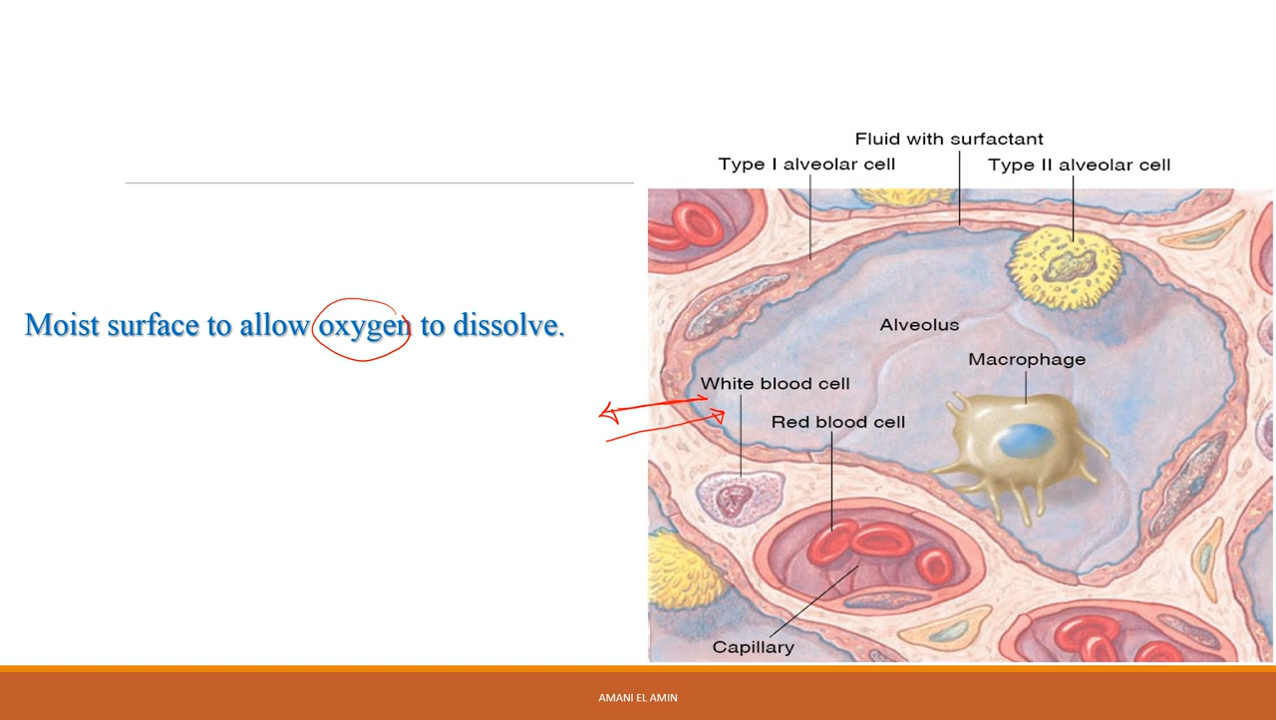 Fluid with surfactant
Type I alveolar cell
Type II alveolar cell
Moist surface to allow oxygen to dissolve.
Alveolus
Macrophage
White blood cell
Red blood cell
Capillary
AMANI EL AMIN